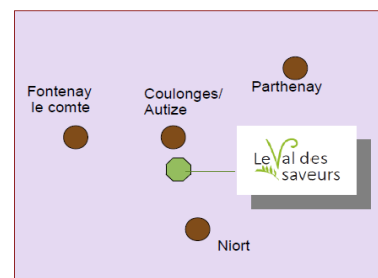 Parthenay
Fontenay
le comte
Coulonges/
Autize
Le Val des
saveurs
Niort